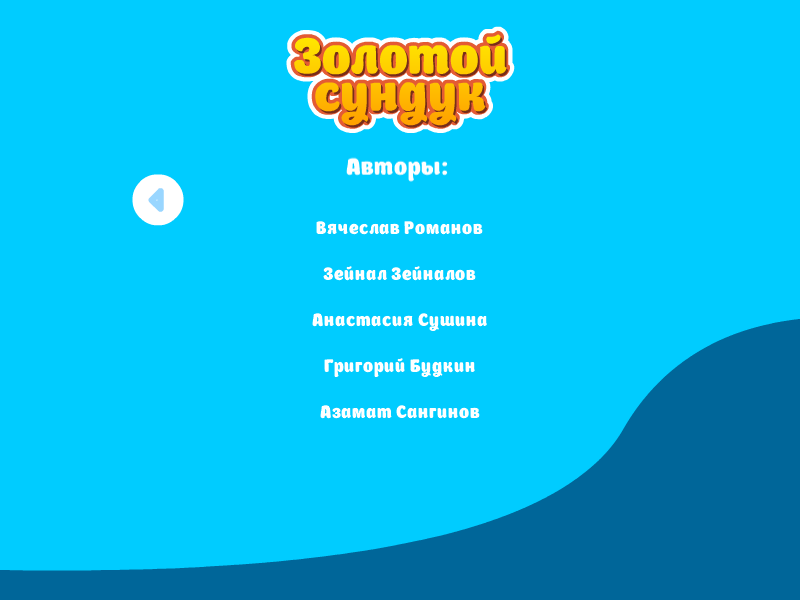 Золотой
сундук
Авторы:
Вячеслав Романов
Зейнал Зейналов
Анастасия Сушина
Григорий Будкин
Азамат Сангинов